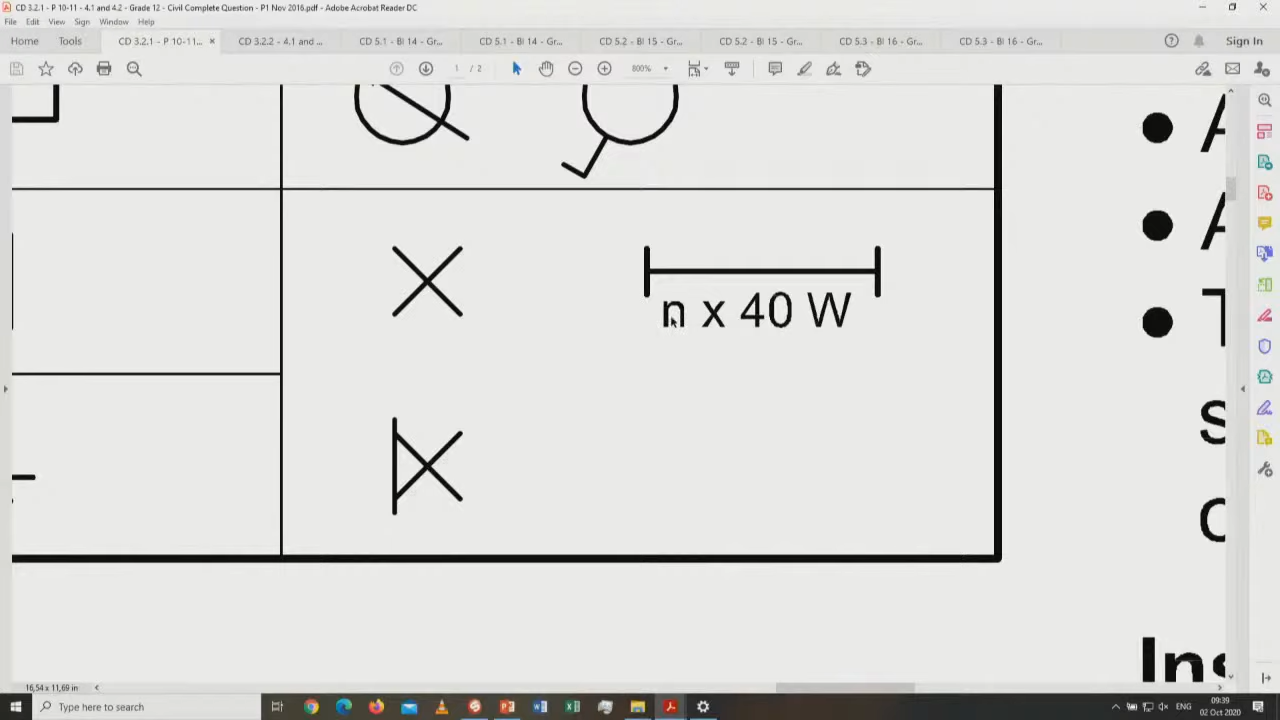 CD 3.2.1 - P 10-11 - 4.1 and 4.2 - Grade 12 - Civil Complete Question - P1 Nov 2016.pdf - Adobe Acrobat Reader DC
File Edit View Sign Window Help
Home Tools CD 3.2.1 - P 10-11... × CD 3.2.2 - 4.1 and ... CD 5.1 - Bl 14 - Gr... CD 5.1 - Bl 14 - Gr... CD 5.2 - Bl 15 - Gr... CD 5.2 - Bl 15 - Gr... CD 5.3 - Bl 16 - Gr... CD 5.3 - Bl 16 - Gr... Sign In
1 / 2 800%
n x 40 W
Ins
16,54 x 11,69 in
Type here to search
ENG
09:39
02 Oct 2020